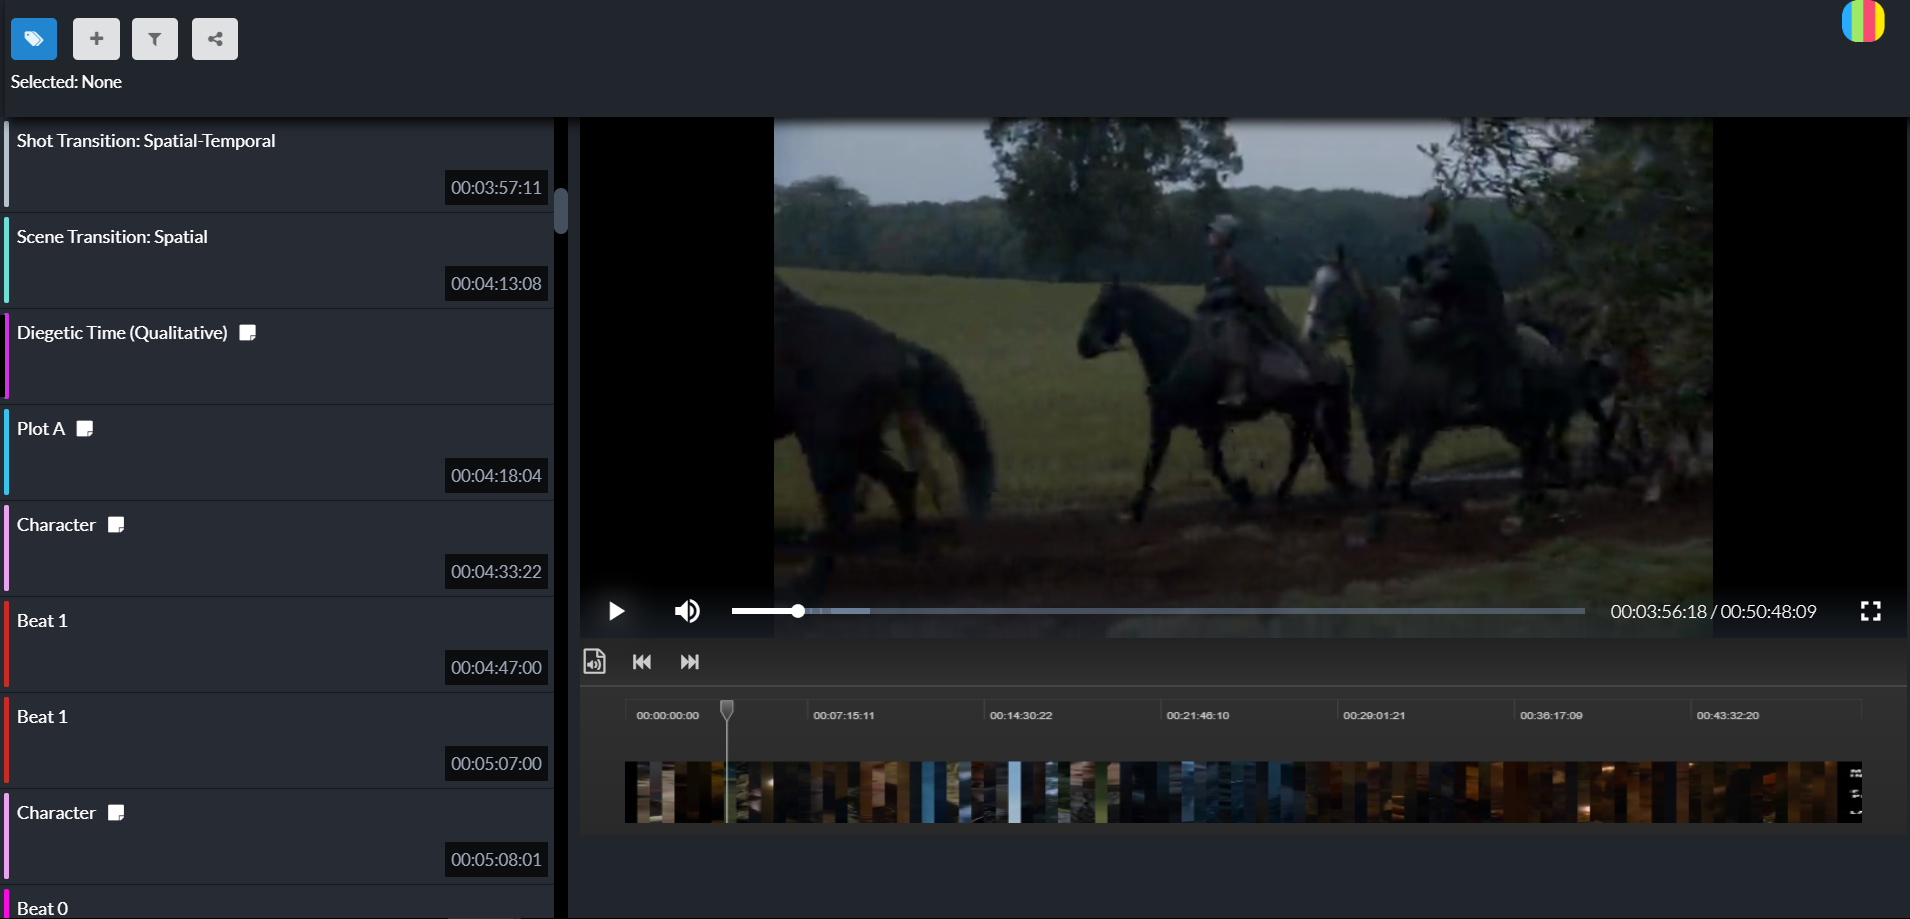 Selected: None
Shot Transition: Spatial-Temporal
00:03:57:11
Scene Transition: Spatial
00:04:13:08
Diegetic Time (Qualitative)
Plot A
00:04:18:04
Character
00:04:33:22
Beat 1
00:04:47:00
Beat 1
00:05:07:00
Character
00:05:08:01
Beat 0
00:03:56:18 / 00:50:48:09
00:00:00:00 00:07:15:11 00:14:30:22 00:21:46:10 00:29:01:21 00:36:17:09 00:43:32:20